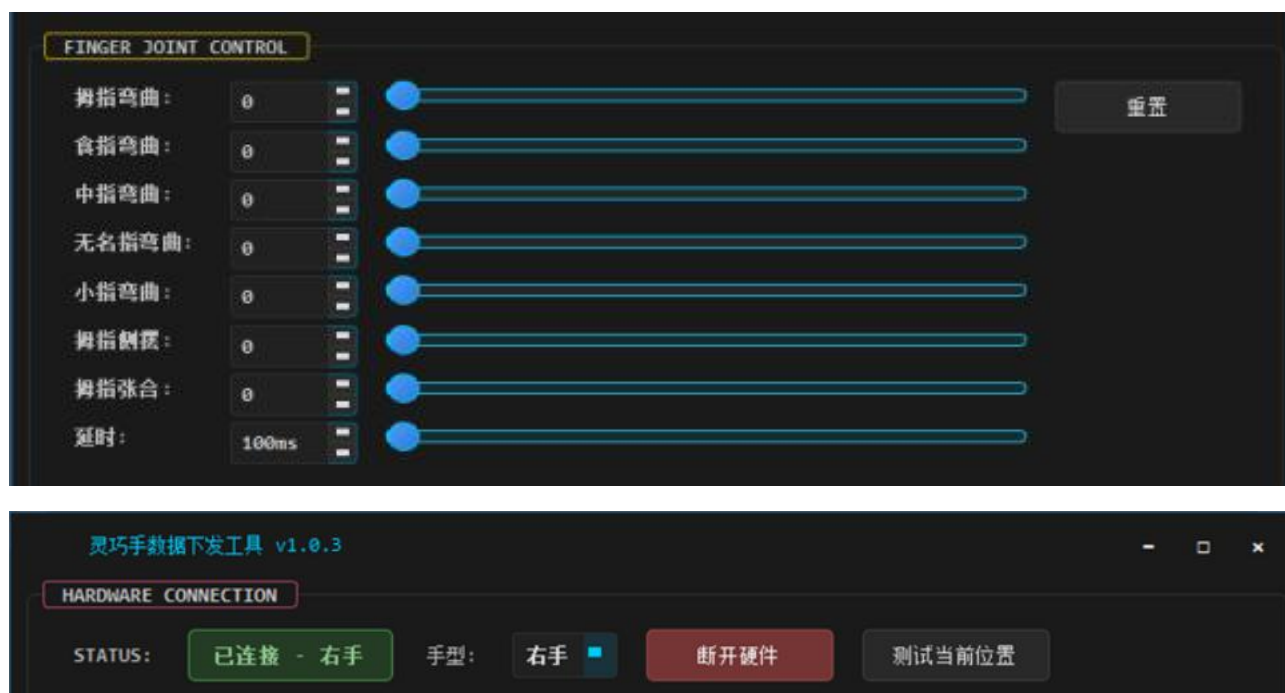 FINGER JOINT CONTROL
拇指弯曲: 0 重置
食指弯曲: 0
中指弯曲: 0
无名指弯曲: 0
小指弯曲: 0
拇指侧摆: 0
拇指张合: 0
延时: 100ms
灵巧手数据下发工具 v1.0.3
HARDWARE CONNECTION
STATUS: 已连接 - 右手 手型: 右手 断开硬件 测试当前位置